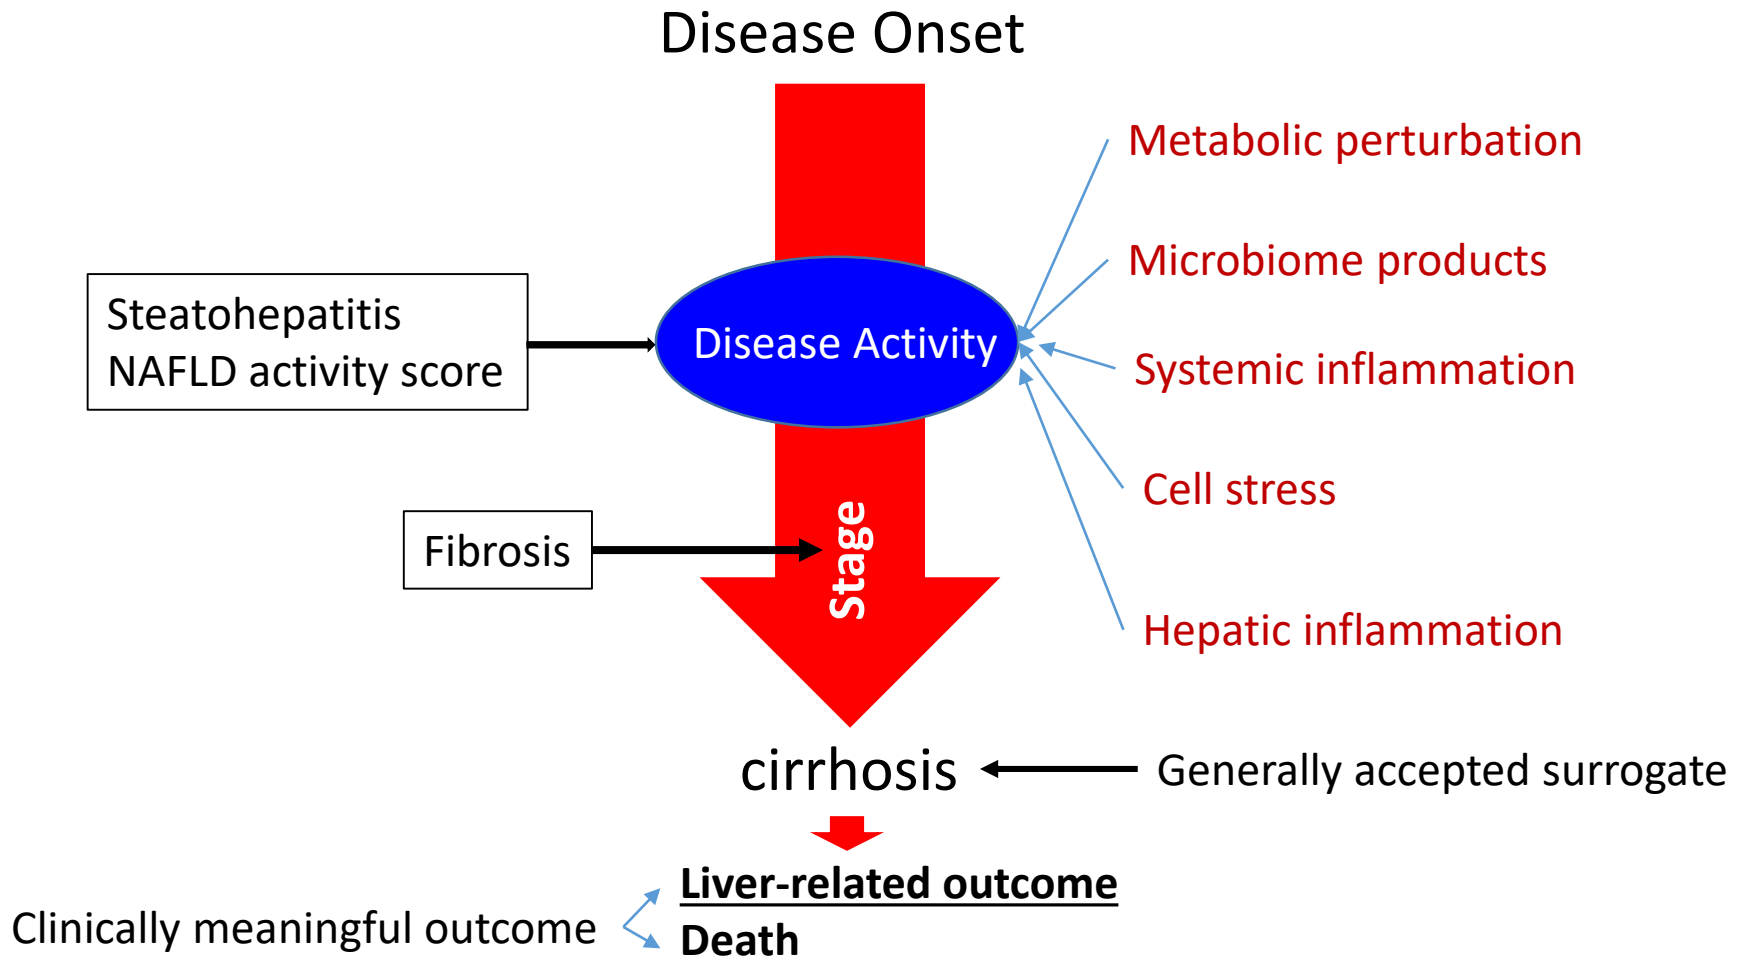 Disease Onset
Metabolic perturbation
Microbiome products
Steatohepatitis
NAFLD activity score
Disease Activity
Systemic inflammation
Cell stress
Fibrosis
Stage
Hepatic inflammation
cirrhosis
Generally accepted surrogate
Liver-related outcome
Clinically meaningful outcome
Death